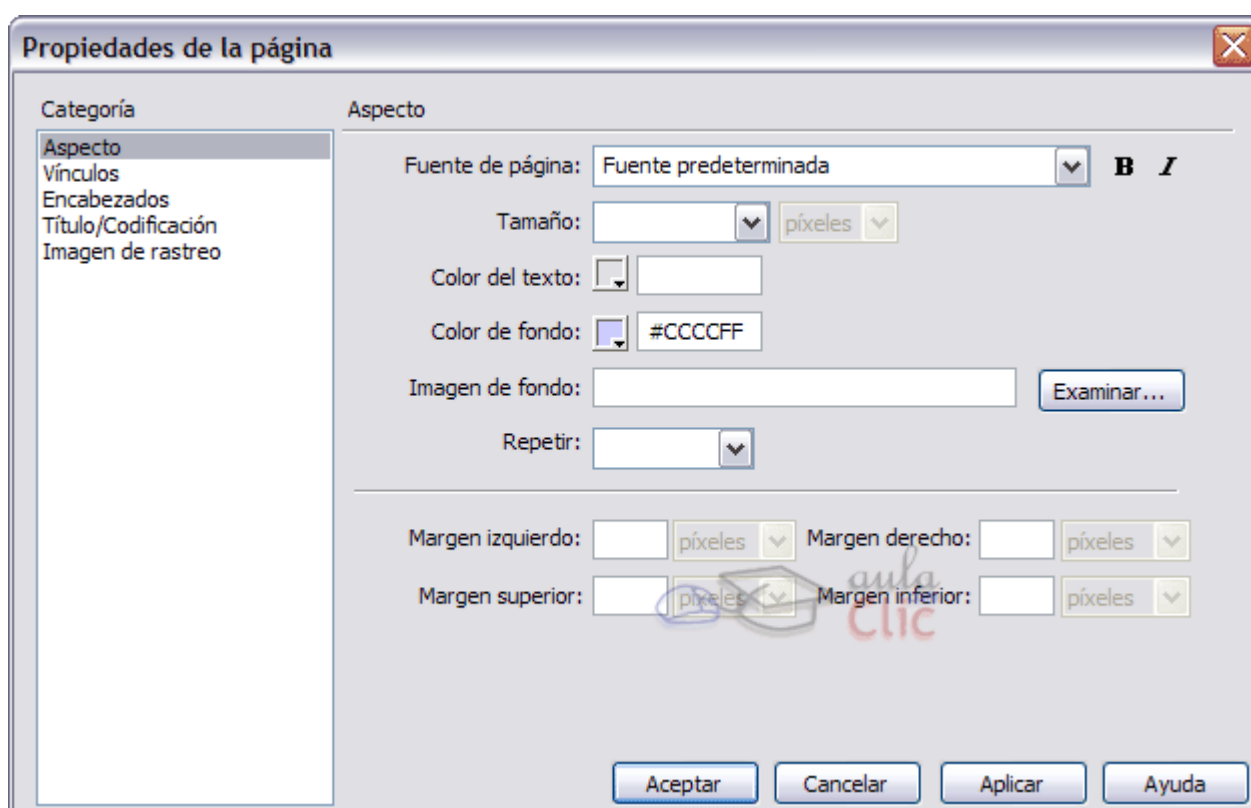 Propiedades de la página
Categoría
Aspecto
Vínculos
Encabezados
Título/Codificación
Imagen de rastreo
Aspecto
Fuente de página: Fuente predeterminada B I
Tamaño: píxeles
Color del texto:
Color de fondo: #CCCCFF
Imagen de fondo: Examinar...
Repetir:
Margen izquierdo: píxeles Margen derecho: píxeles
Margen superior: píxeles Margen inferior: píxeles
aula
Clic
Aceptar Cancelar Aplicar Ayuda